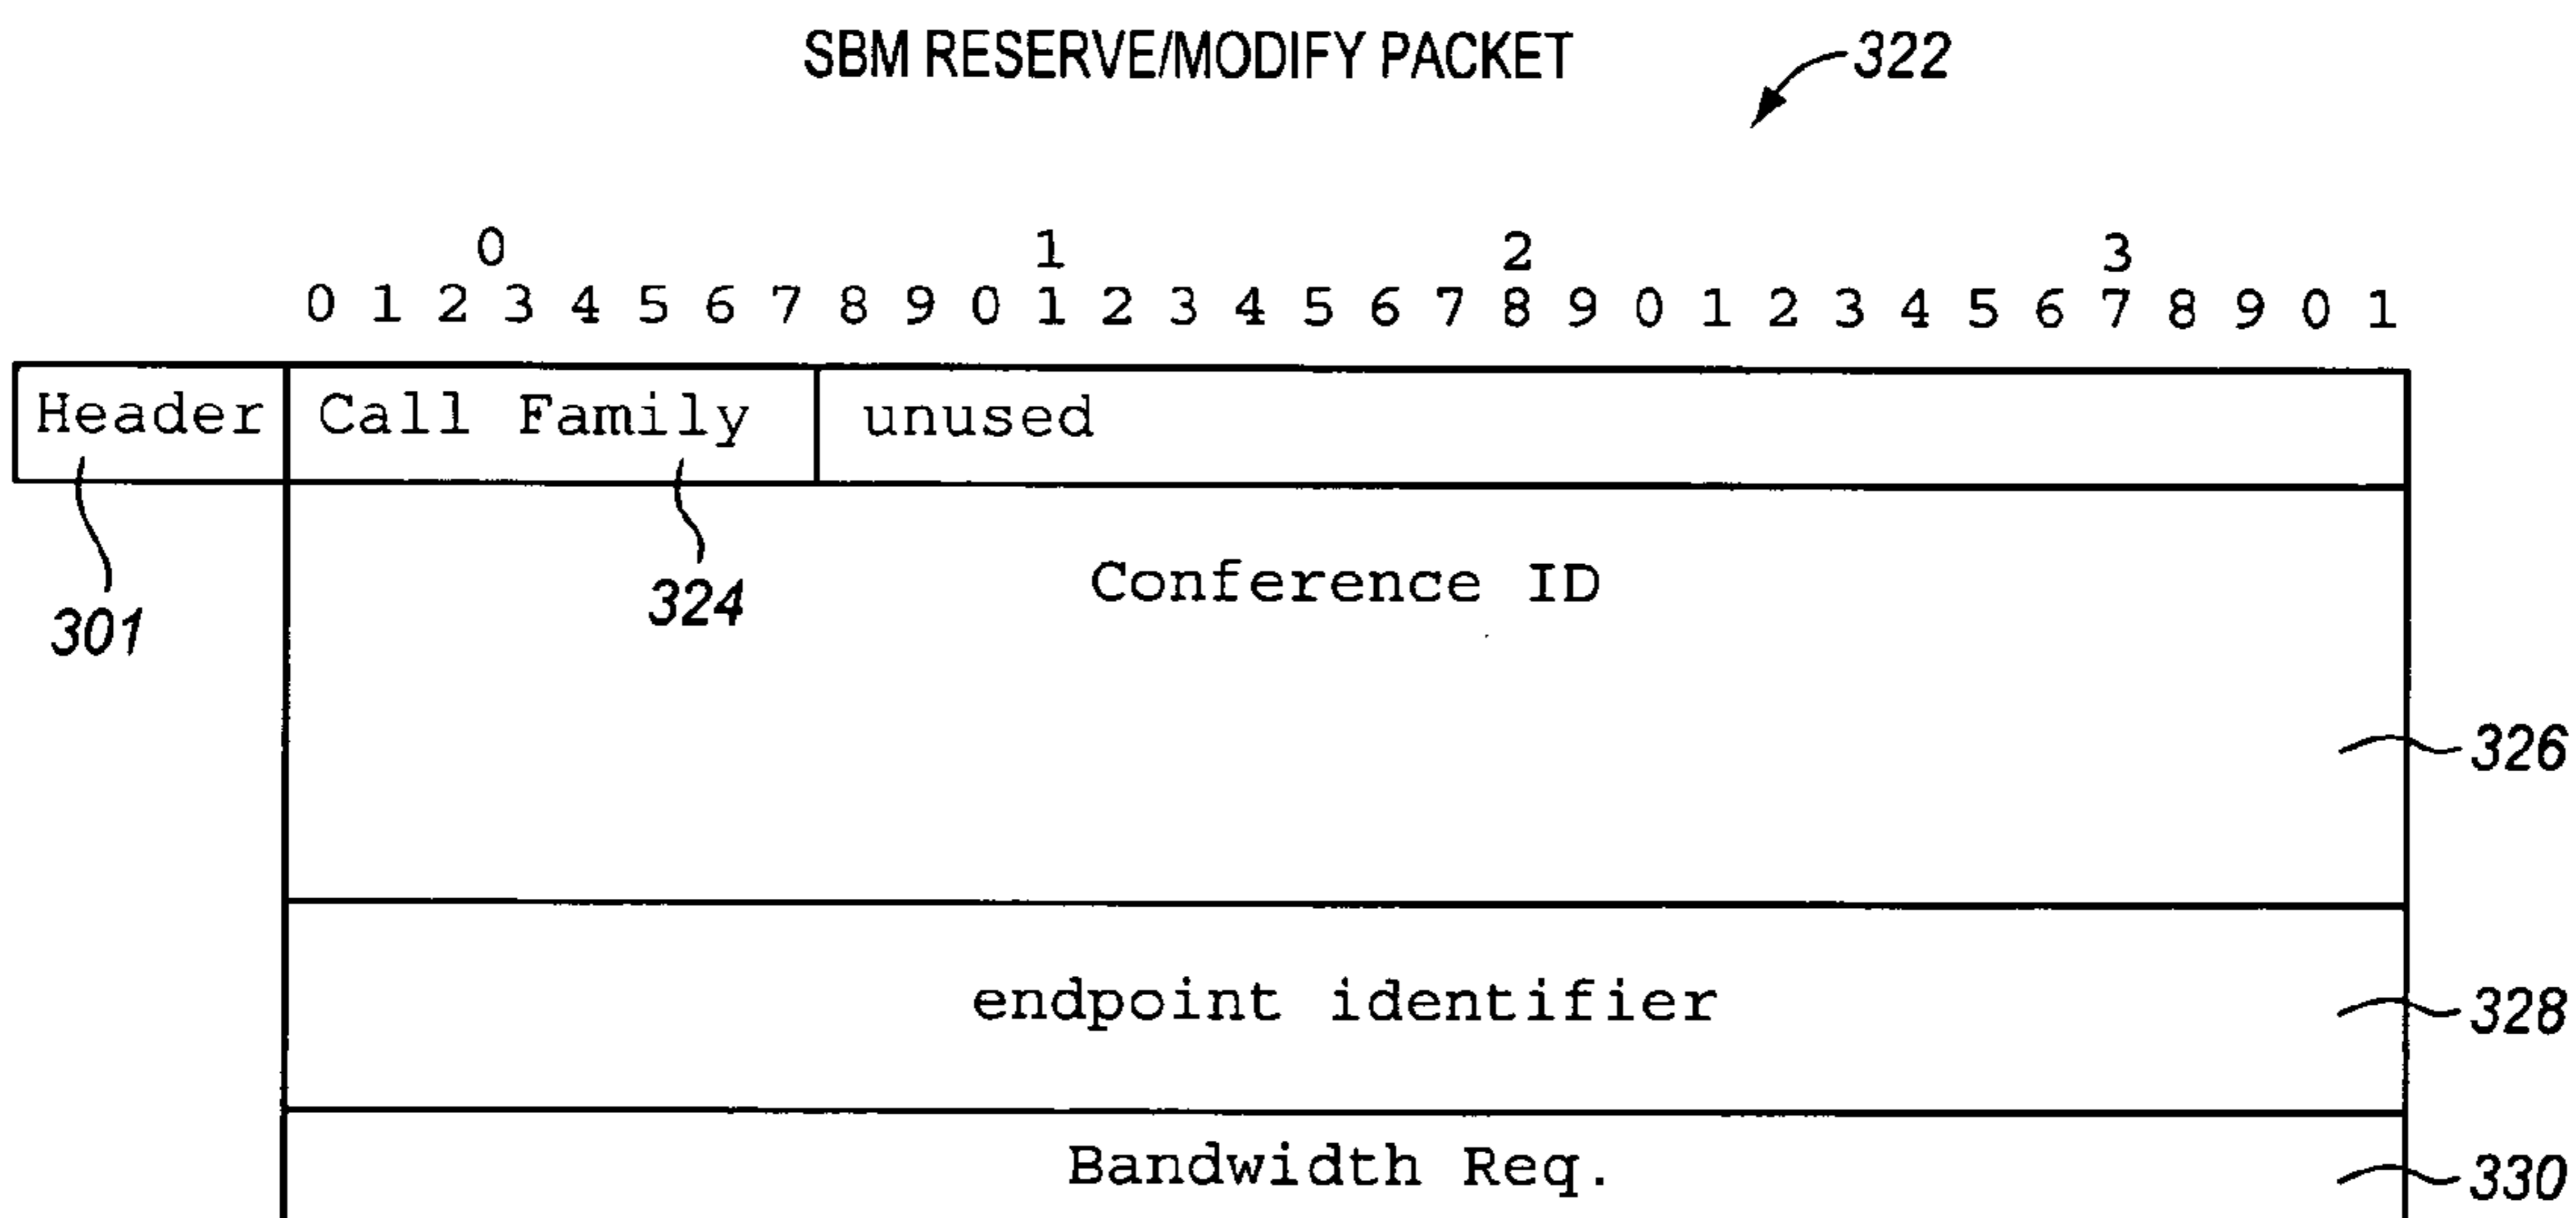 SBM RESERVE/MODIFY PACKET
322
0 1 2 3
0 1 2 3 4 5 6 7 8 9 0 1 2 3 4 5 6 7 8 9 0 1 2 3 4 5 6 7 8 9 0 1
Header Call Family unused
Conference ID
301
324
326
endpoint identifier
328
Bandwidth Req.
330